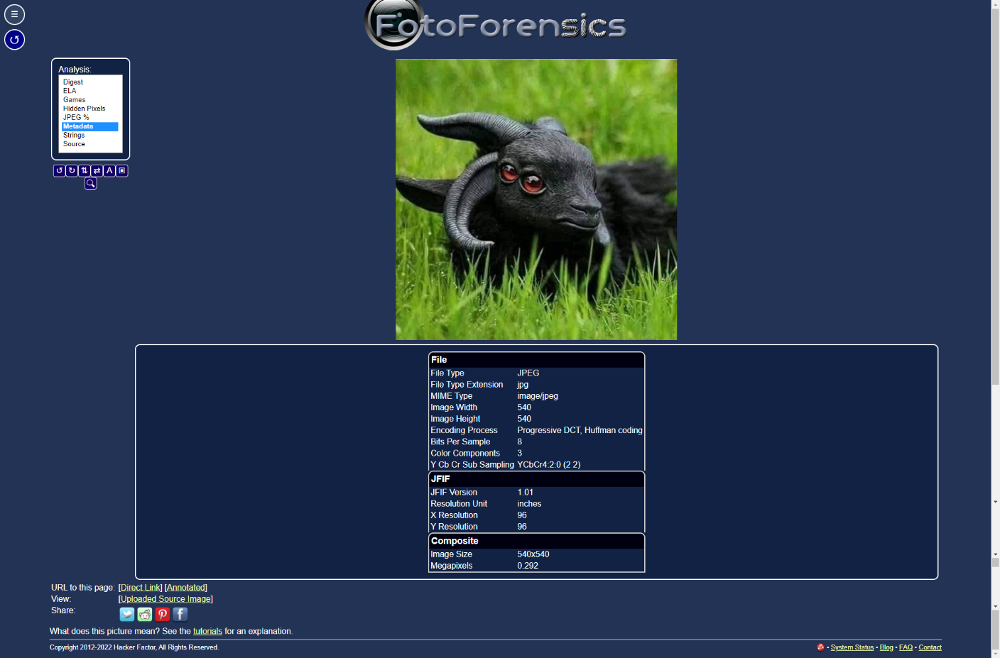 FotoForensics
Analysis:
Digest
ELA
Games
Hidden Pixels
JPEG %
Metadata
Strings
Source
A
File
File Type JPEG
File Type Extension jpg
MIME Type image/jpeg
Image Width 540
Image Height 540
Encoding Process Progressive DCT, Huffman coding
Bits Per Sample 8
Color Components 3
Y Cb Cr Sub Sampling YCbCr4:2:0 (2 2)
JFIF
JFIF Version 1.01
Resolution Unit inches
X Resolution 96
Y Resolution 96
Composite
Image Size 540x540
Megapixels 0.292
URL to this page: [Direct Link] [Annotated]
View: [Uploaded Source Image]
Share:
What does this picture mean? See the tutorials for an explanation.
Copyright 2012-2022 Hacker Factor, All Rights Reserved. • System Status • Blog • FAQ • Contact